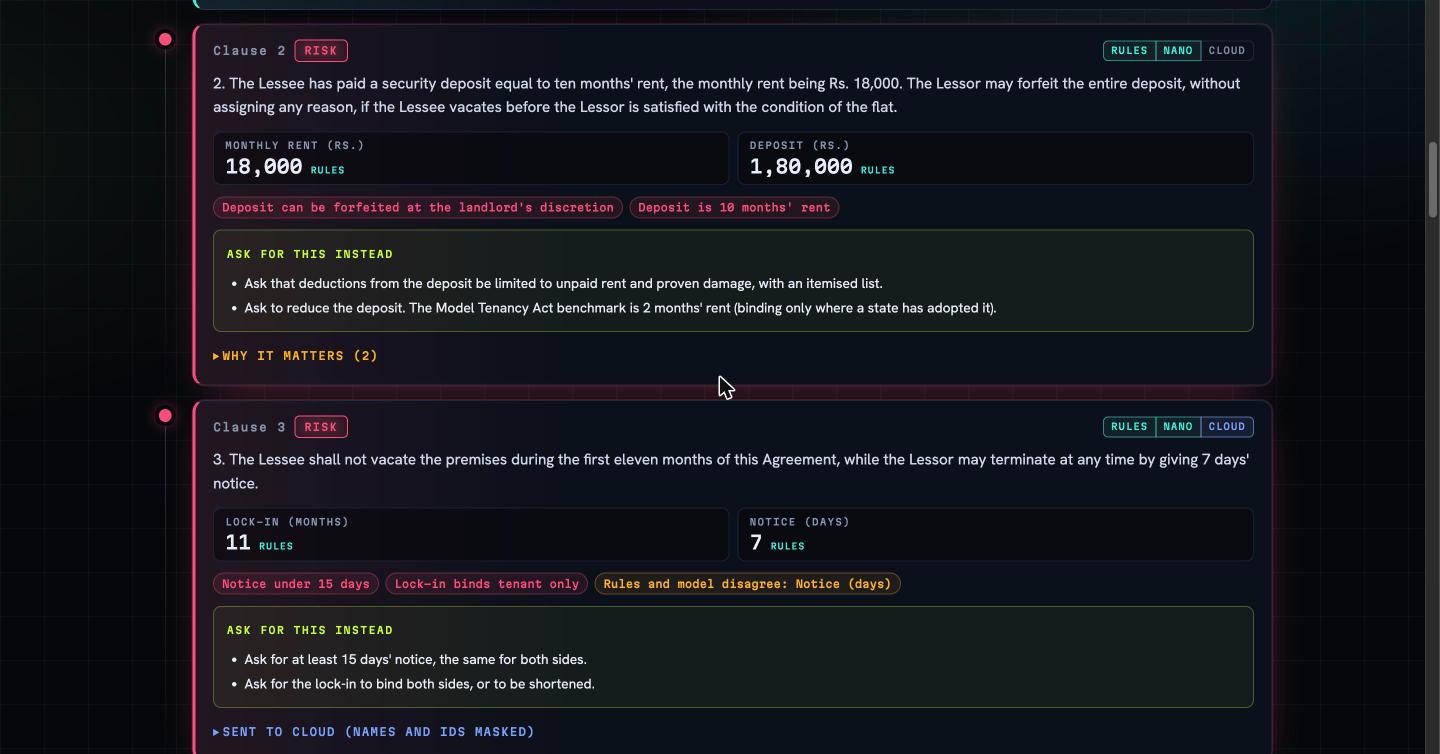 Clause 2 RISK RULES NANO CLOUD
2. The Lessee has paid a security deposit equal to ten months' rent, the monthly rent being Rs. 18,000. The Lessor may forfeit the entire deposit, without
assigning any reason, if the Lessee vacates before the Lessor is satisfied with the condition of the flat.
MONTHLY RENT (RS.)
18,000 RULES
DEPOSIT (RS.)
1,80,000 RULES
Deposit can be forfeited at the landlord's discretion Deposit is 10 months' rent
ASK FOR THIS INSTEAD
• Ask that deductions from the deposit be limited to unpaid rent and proven damage, with an itemised list.
• Ask to reduce the deposit. The Model Tenancy Act benchmark is 2 months' rent (binding only where a state has adopted it).
▸WHY IT MATTERS (2)
Clause 3 RISK RULES NANO CLOUD
3. The Lessee shall not vacate the premises during the first eleven months of this Agreement, while the Lessor may terminate at any time by giving 7 days'
notice.
LOCK-IN (MONTHS)
11 RULES
NOTICE (DAYS)
7 RULES
Notice under 15 days Lock-in binds tenant only Rules and model disagree: Notice (days)
ASK FOR THIS INSTEAD
• Ask for at least 15 days' notice, the same for both sides.
• Ask for the lock-in to bind both sides, or to be shortened.
▸SENT TO CLOUD (NAMES AND IDS MASKED)